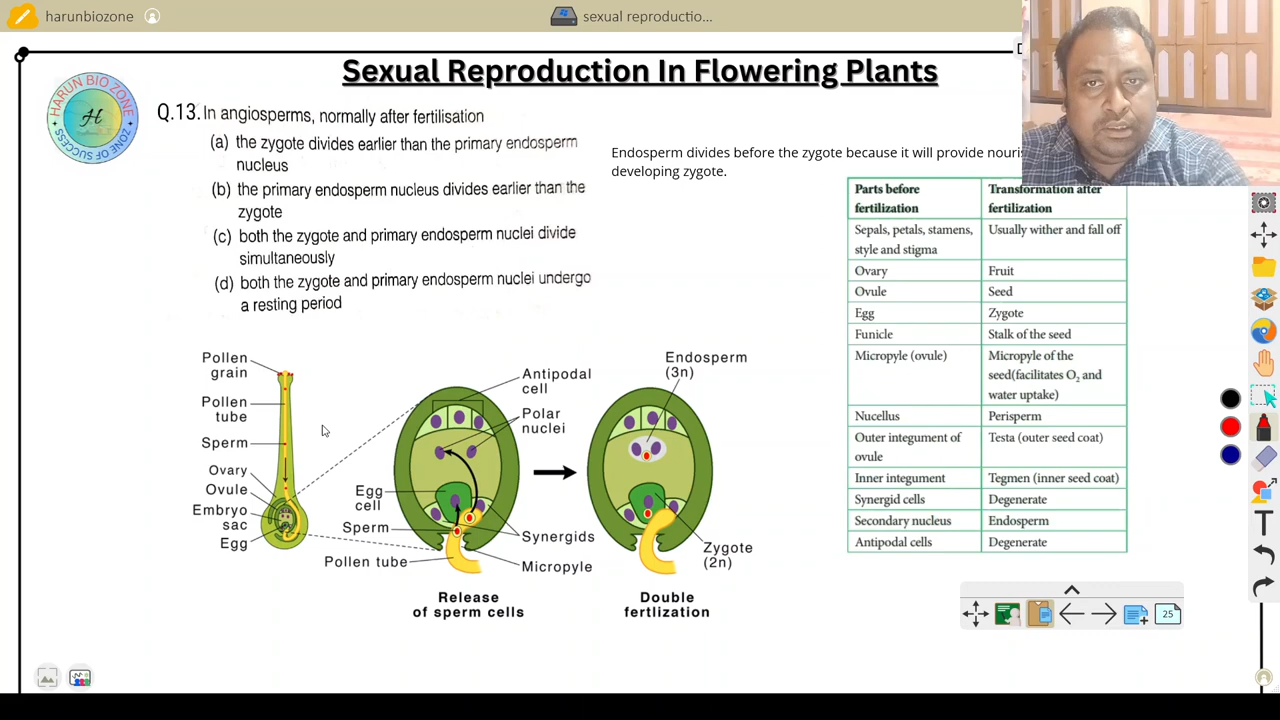 harunbiozone
sexual reproductio...
Sexual Reproduction In Flowering Plants
HARUN BIO ZONE
H
ZONE OF SUCCESS
Q.13. In angiosperms, normally after fertilisation
(a) the zygote divides earlier than the primary endosperm
nucleus
(b) the primary endosperm nucleus divides earlier than the
zygote
(c) both the zygote and primary endosperm nuclei divide
simultaneously
(d) both the zygote and primary endosperm nuclei undergo
a resting period
Endosperm divides before the zygote because it will provide
developing zygote.
Parts before
fertilization
Transformation after
fertilization
Sepals, petals, stamens,
style and stigma
Usually wither and fall off
Ovary
Fruit
Ovule
Seed
Egg
Zygote
Funicle
Stalk of the seed
Micropyle (ovule)
Micropyle of the
seed(facilitates O₂ and
water uptake)
Nucellus
Perisperm
Outer integument of
ovule
Testa (outer seed coat)
Inner integument
Tegmen (inner seed coat)
Synergid cells
Degenerate
Secondary nucleus
Endosperm
Antipodal cells
Degenerate
Pollen
grain
Pollen
tube
Sperm
Ovary
Ovule
Embryo
sac
Egg
Antipodal
cell
Polar
nuclei
Egg
cell
Sperm
Pollen tube
Synergids
Micropyle
Release
of sperm cells
Endosperm
(3n)
Zygote
(2n)
Double
fertlization
25
T